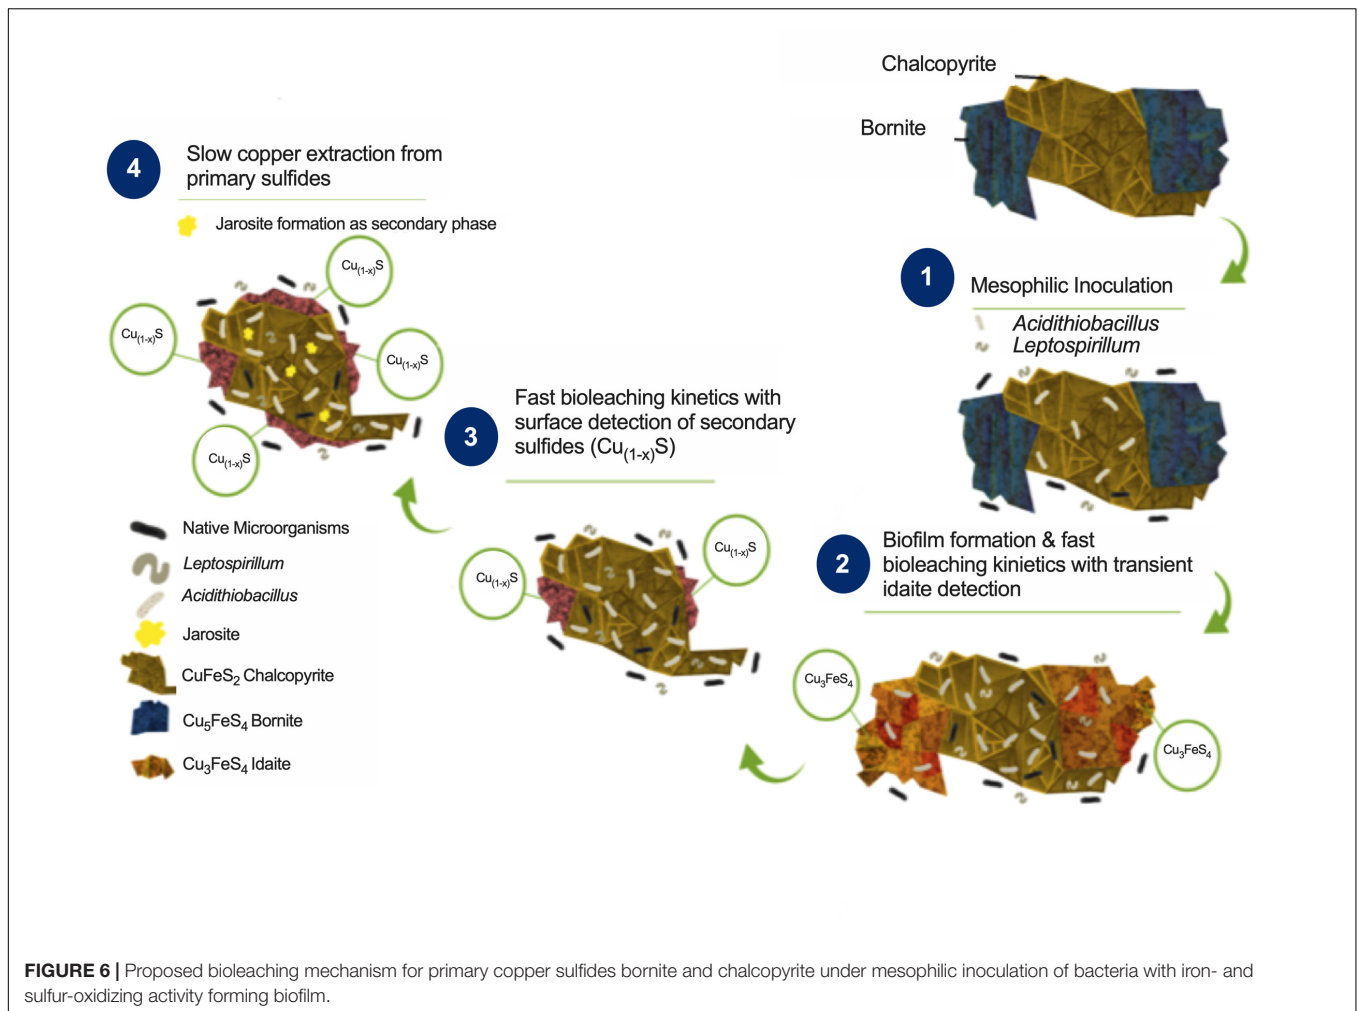 Chalcopyrite
Bornite
1
Mesophilic Inoculation
Acidithiobacillus
Leptospirillum
2
Biofilm formation & fast
bioleaching kinietics with transient
idaite detection
Cu3FeS4
Cu3FeS4
3
Fast bioleaching kinetics with
surface detection of secondary
sulfides (Cu(1-x)S)
Cu(1-x)S
Cu(1-x)S
4
Slow copper extraction from
primary sulfides
Jarosite formation as secondary phase
Cu(1-x)S
Cu(1-x)S
Cu(1-x)S
Cu(1-x)S
Native Microorganisms
Leptospirillum
Acidithiobacillus
Jarosite
CuFeS2 Chalcopyrite
Cu5FeS4 Bornite
Cu3FeS4 Idaite
FIGURE 6 | Proposed bioleaching mechanism for primary copper sulfides bornite and chalcopyrite under mesophilic inoculation of bacteria with iron- and
sulfur-oxidizing activity forming biofilm.